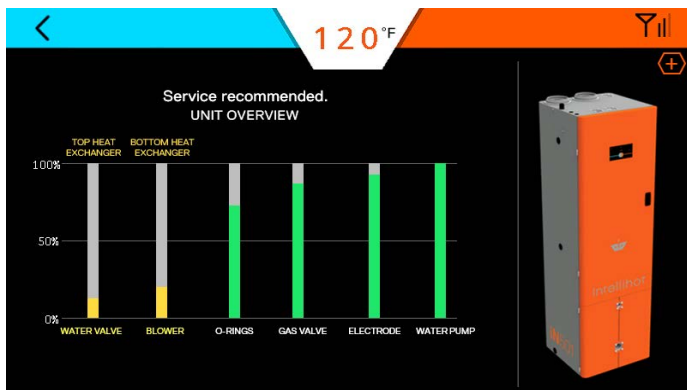 120°F
Service recommended.
UNIT OVERVIEW
TOP HEAT EXCHANGER
BOTTOM HEAT EXCHANGER
100%
50%
0%
WATER VALVE
BLOWER
O-RINGS
GAS VALVE
ELECTRODE
WATER PUMP
Intellihot